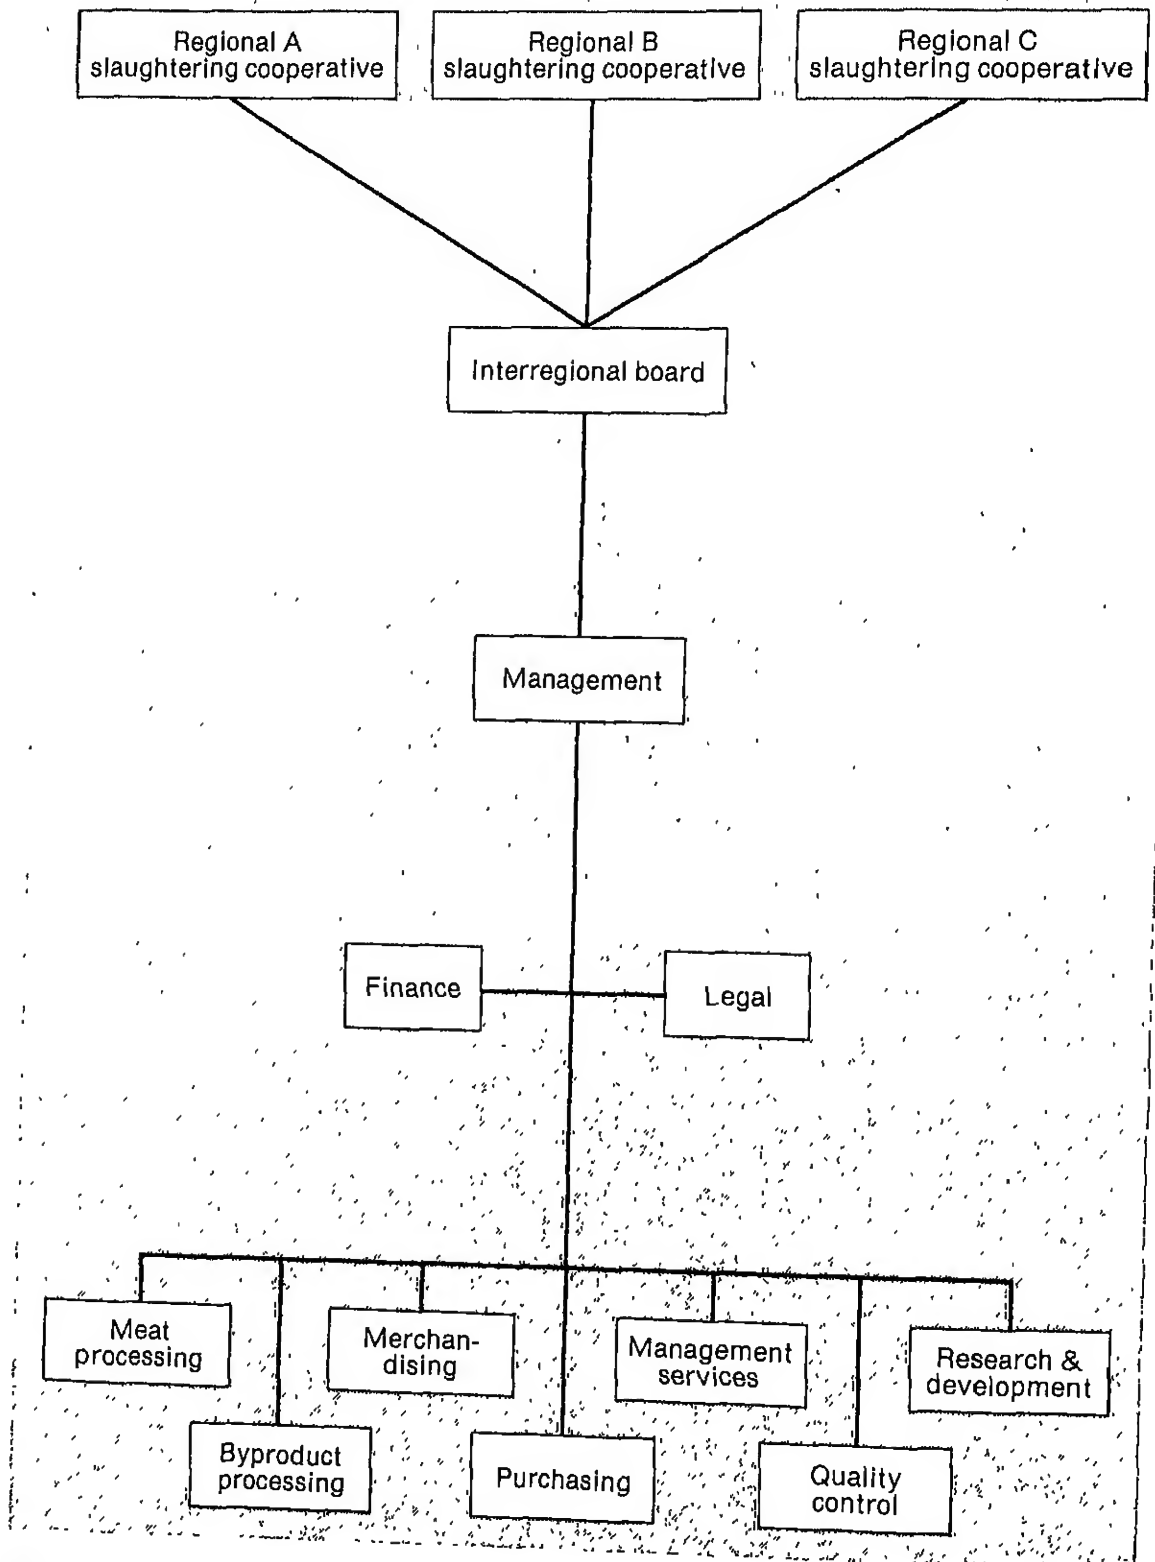 Regional A
slaughtering cooperative
Regional B
slaughtering cooperative
Regional C
slaughtering cooperative
Interregional board
Management
Finance
Legal
Meat
processing
Merchan-
dising
Management
services
Research &
development
Byproduct
processing
Purchasing
Quality
control